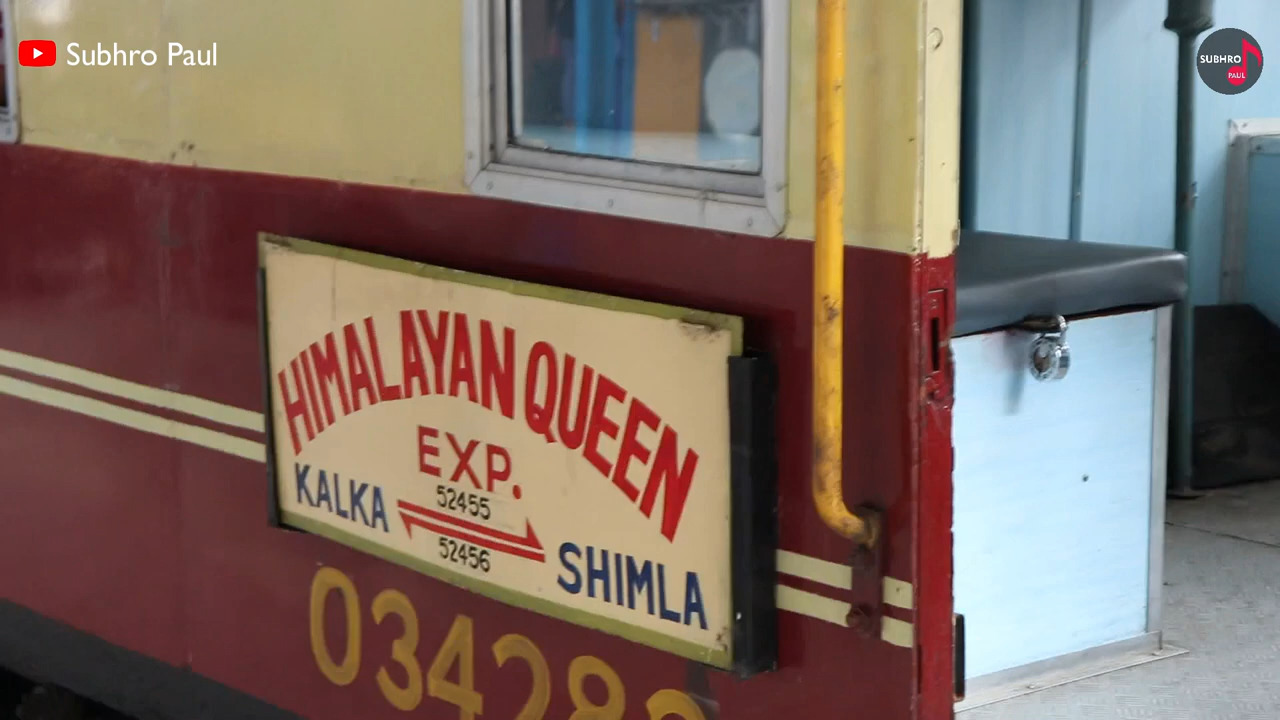 Subhro Paul
SUBHRO
PAUL
HIMALAYAN QUEEN
EXP.
52455
KALKA
52456
SHIMLA